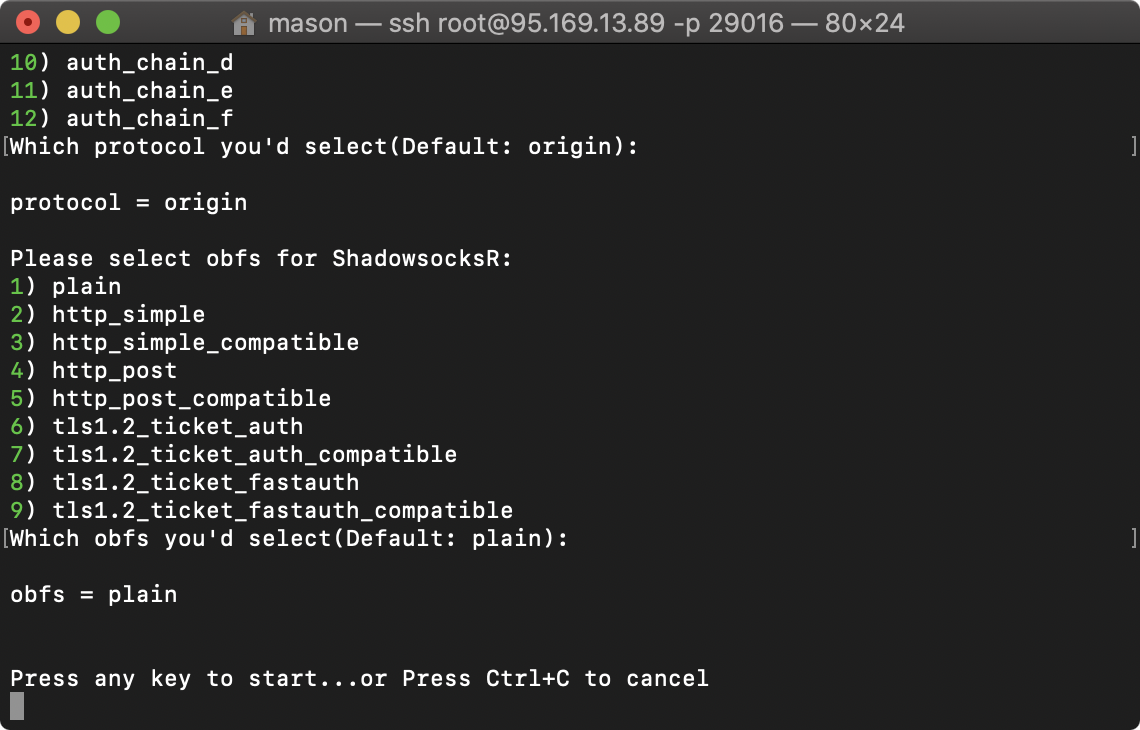 mason — ssh root@95.169.13.89 -p 29016 — 80×24
10) auth_chain_d
11) auth_chain_e
12) auth_chain_f
[Which protocol you'd select(Default: origin): ]
protocol = origin
Please select obfs for ShadowsocksR:
1) plain
2) http_simple
3) http_simple_compatible
4) http_post
5) http_post_compatible
6) tls1.2_ticket_auth
7) tls1.2_ticket_auth_compatible
8) tls1.2_ticket_fastauth
9) tls1.2_ticket_fastauth_compatible
[Which obfs you'd select(Default: plain): ]
obfs = plain
Press any key to start...or Press Ctrl+C to cancel